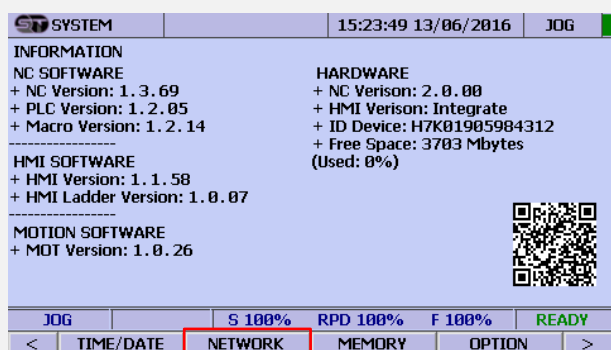 SYSTEM 15:23:49 13/06/2016 JOG
INFORMATION
NC SOFTWARE
+ NC Version: 1.3.69
+ PLC Version: 1.2.05
+ Macro Version: 1.2.14
-----------------
HMI SOFTWARE
+ HMI Version: 1.1.58
+ HMI Ladder Version: 1.0.07
-----------------
MOTION SOFTWARE
+ MOT Version: 1.0.26
HARDWARE
+ NC Verison: 2.0.00
+ HMI Verison: Integrate
+ ID Device: H7K01905984312
+ Free Space: 3703 Mbytes
(Used: 0%)
JOG S 100% RPD 100% F 100% READY
< TIME/DATE NETWORK MEMORY OPTION >